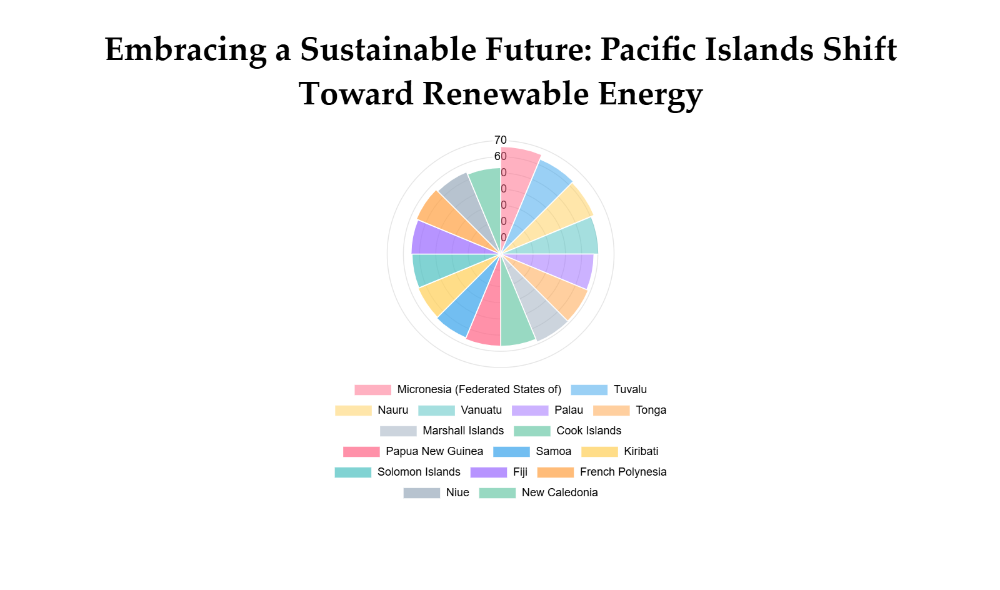 Embracing a Sustainable Future: Pacific Islands Shift
Toward Renewable Energy
70
60
0
0
0
0
0
Micronesia (Federated States of) Tuvalu
Nauru Vanuatu Palau Tonga
Marshall Islands Cook Islands
Papua New Guinea Samoa Kiribati
Solomon Islands Fiji French Polynesia
Niue New Caledonia